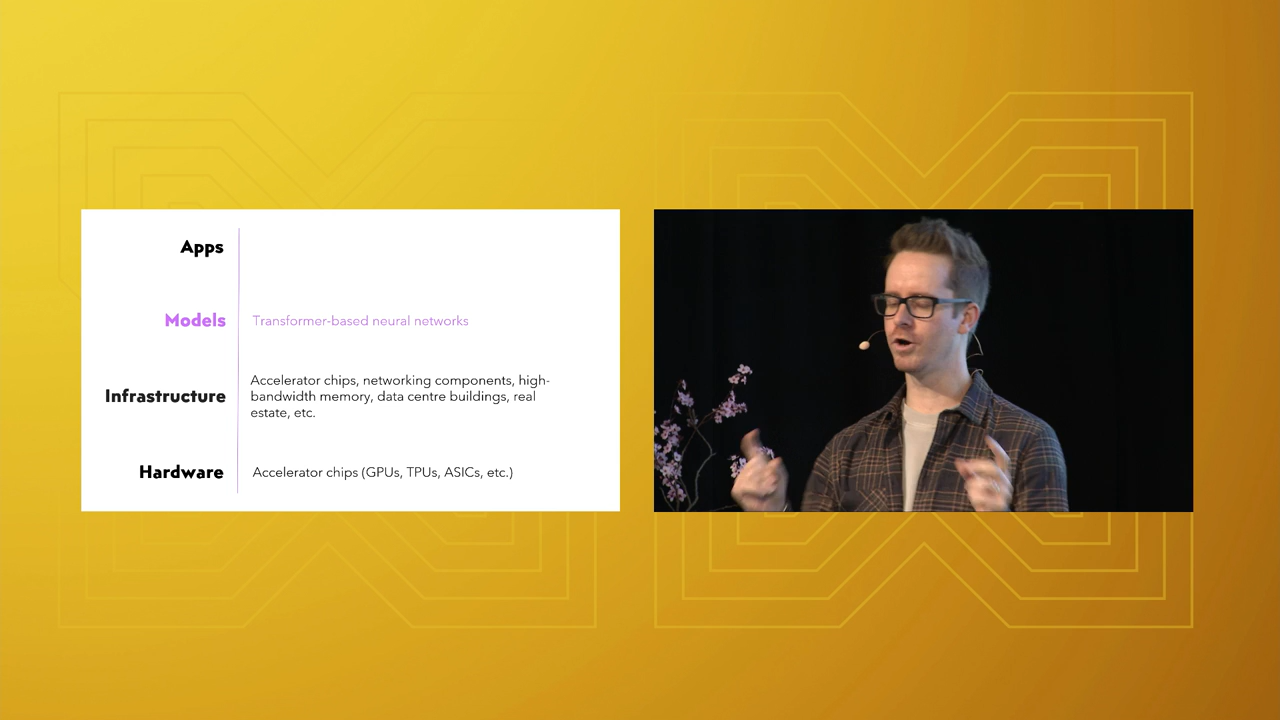 Apps
Models
Transformer-based neural networks
Infrastructure
Accelerator chips, networking components, high-
bandwidth memory, data centre buildings, real
estate, etc.
Hardware
Accelerator chips (GPUs, TPUs, ASICs, etc.)